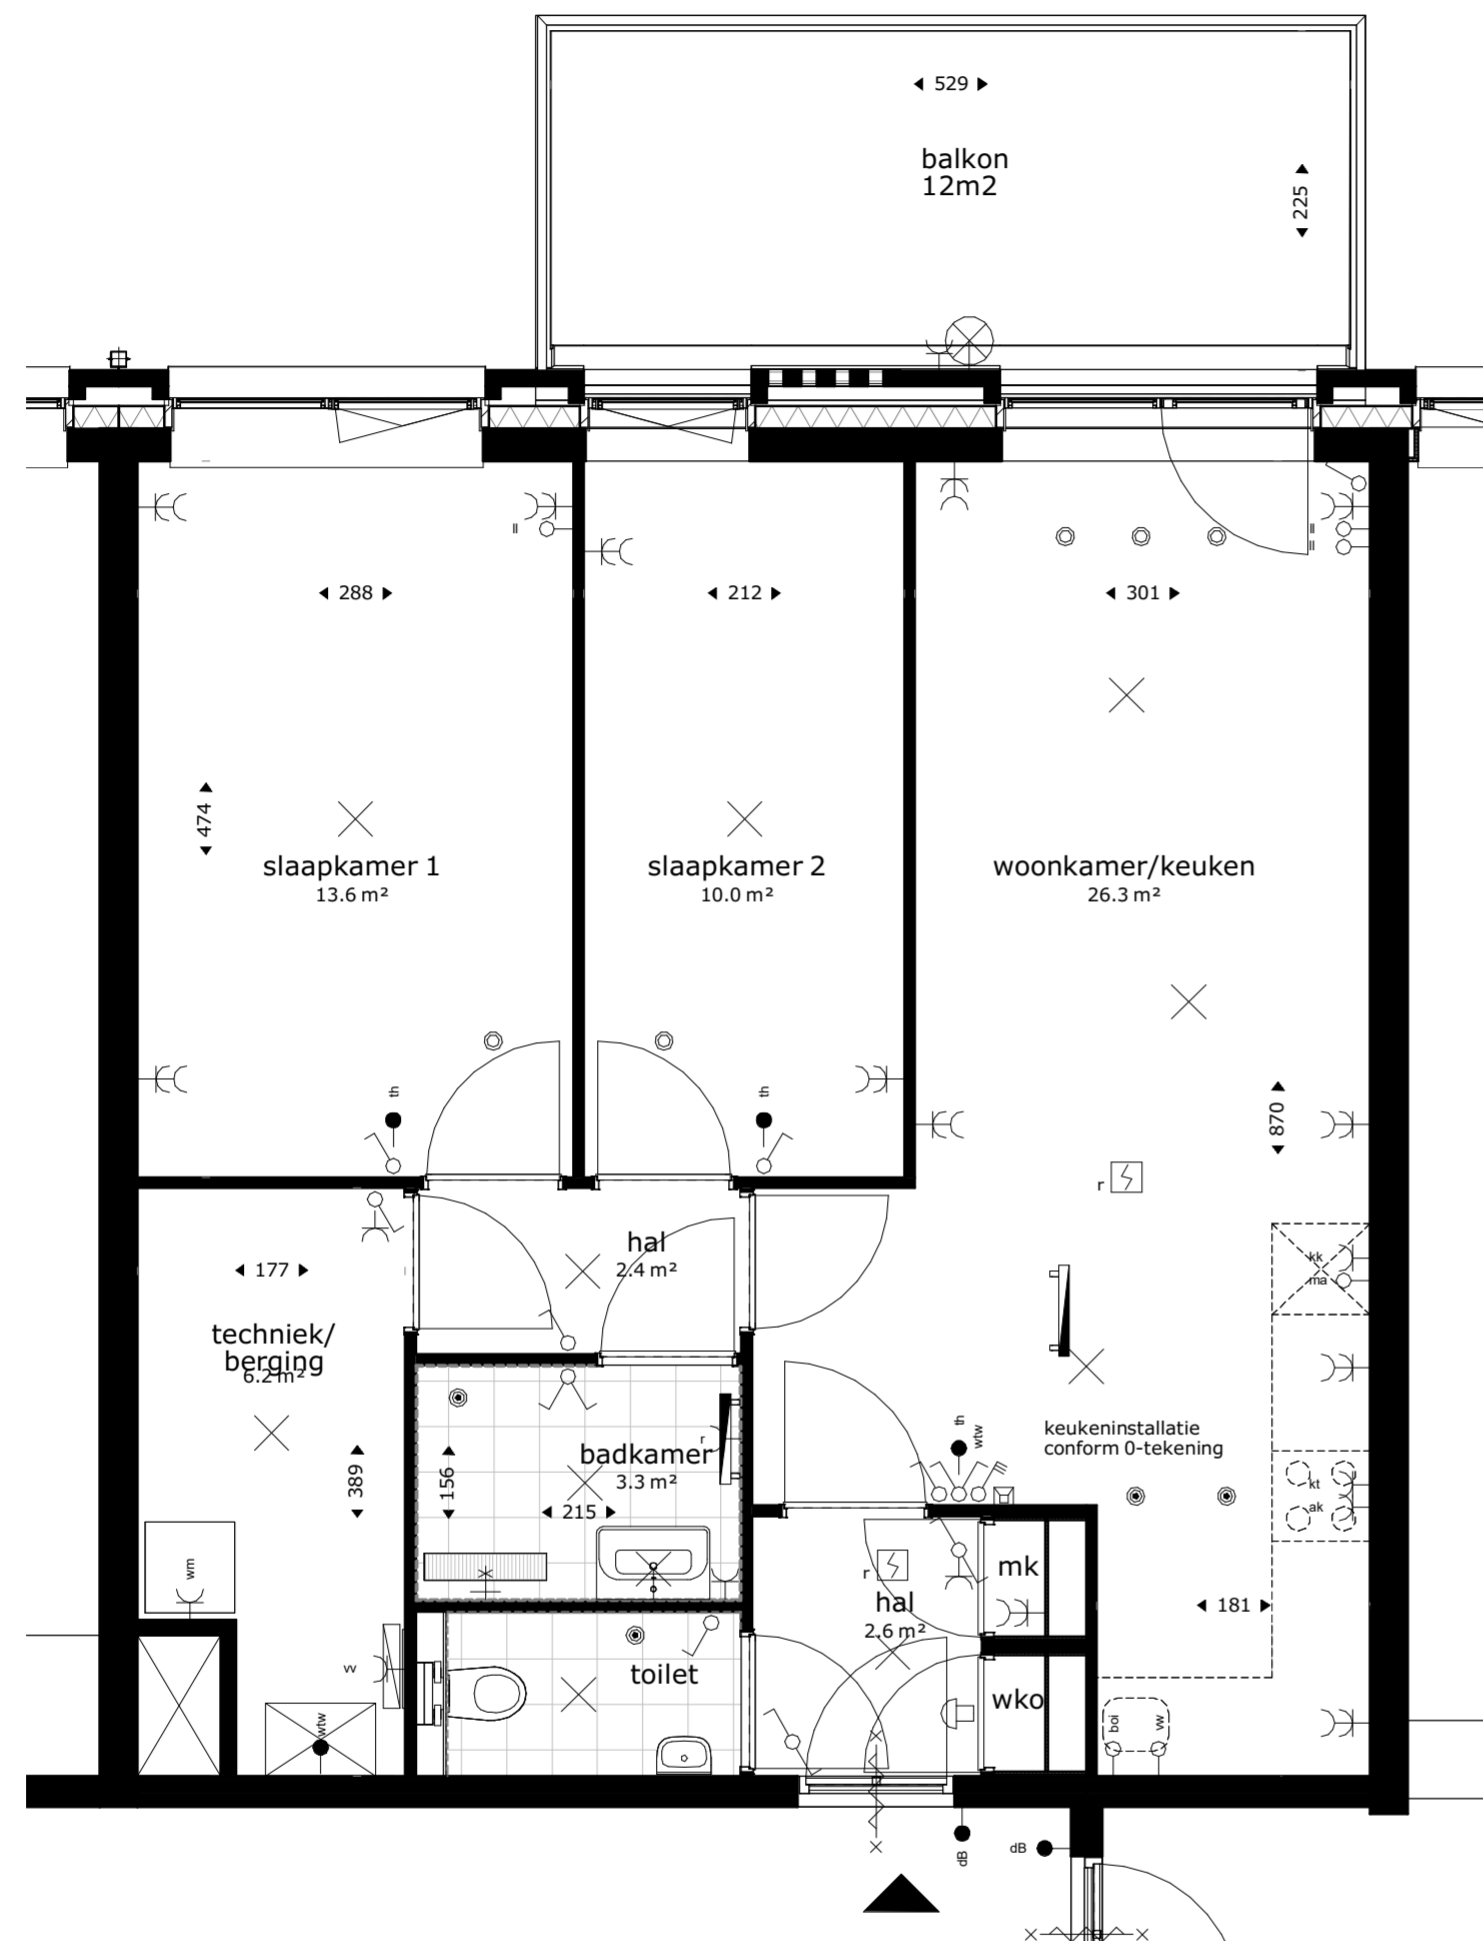 529
balkon
12m2
225
288
212
301
474
slaapkamer 1
13.6 m²
slaapkamer 2
10.0 m²
woonkamer/keuken
26.3 m²
th
th
870
r
hal
2.4 m²
177
kk
ma
techniek/
berging
6.2 m²
389
badkamer
3.3 m²
r
156
215
th
wtw
keukeninstallatie
conform 0-tekening
kt
ak
wm
r
hal
2.6 m²
mk
181
vv
toilet
wko
wtw
boi
vw
dB
dB